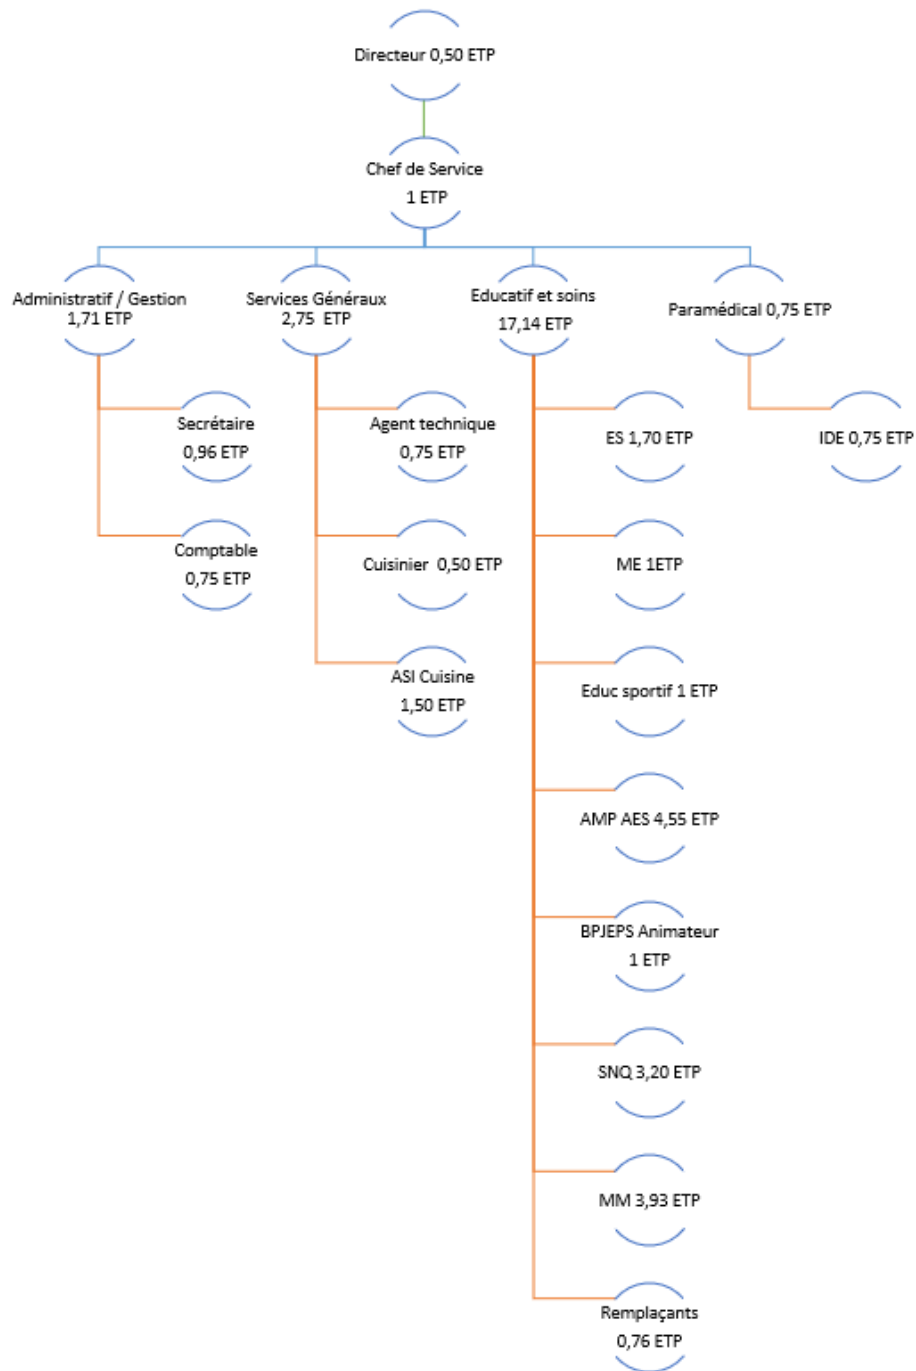 Directeur 0,50 ETP
Chef de Service
1 ETP
Administratif / Gestion
1,71 ETP
Services Généraux
2,75 ETP
Educatif et soins
17,14 ETP
Paramédical 0,75 ETP
Secrétaire
0,96 ETP
Comptable
0,75 ETP
Agent technique
0,75 ETP
Cuisinier 0,50 ETP
ASI Cuisine
1,50 ETP
ES 1,70 ETP
ME 1ETP
Educ sportif 1 ETP
AMP AES 4,55 ETP
BPJEPS Animateur
1 ETP
SNQ 3,20 ETP
MM 3,93 ETP
Remplaçants
0,76 ETP
IDE 0,75 ETP